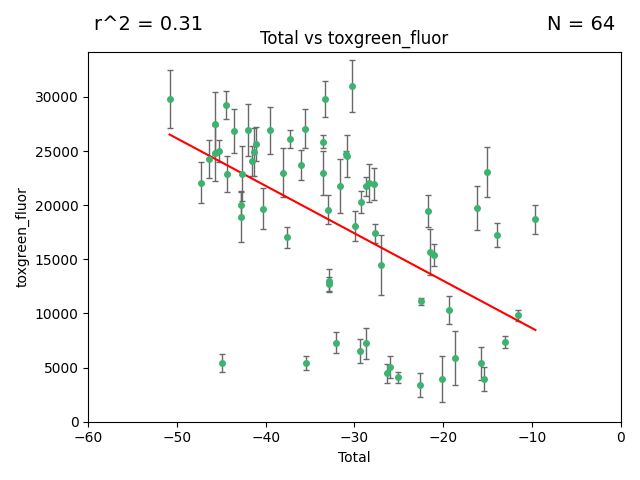 r^2 = 0.31
N = 64
Total vs toxgreen_fluor
30000
25000
20000
15000
10000
5000
0
toxgreen_fluor
−60
−50
−40
−30
−20
−10
0
Total